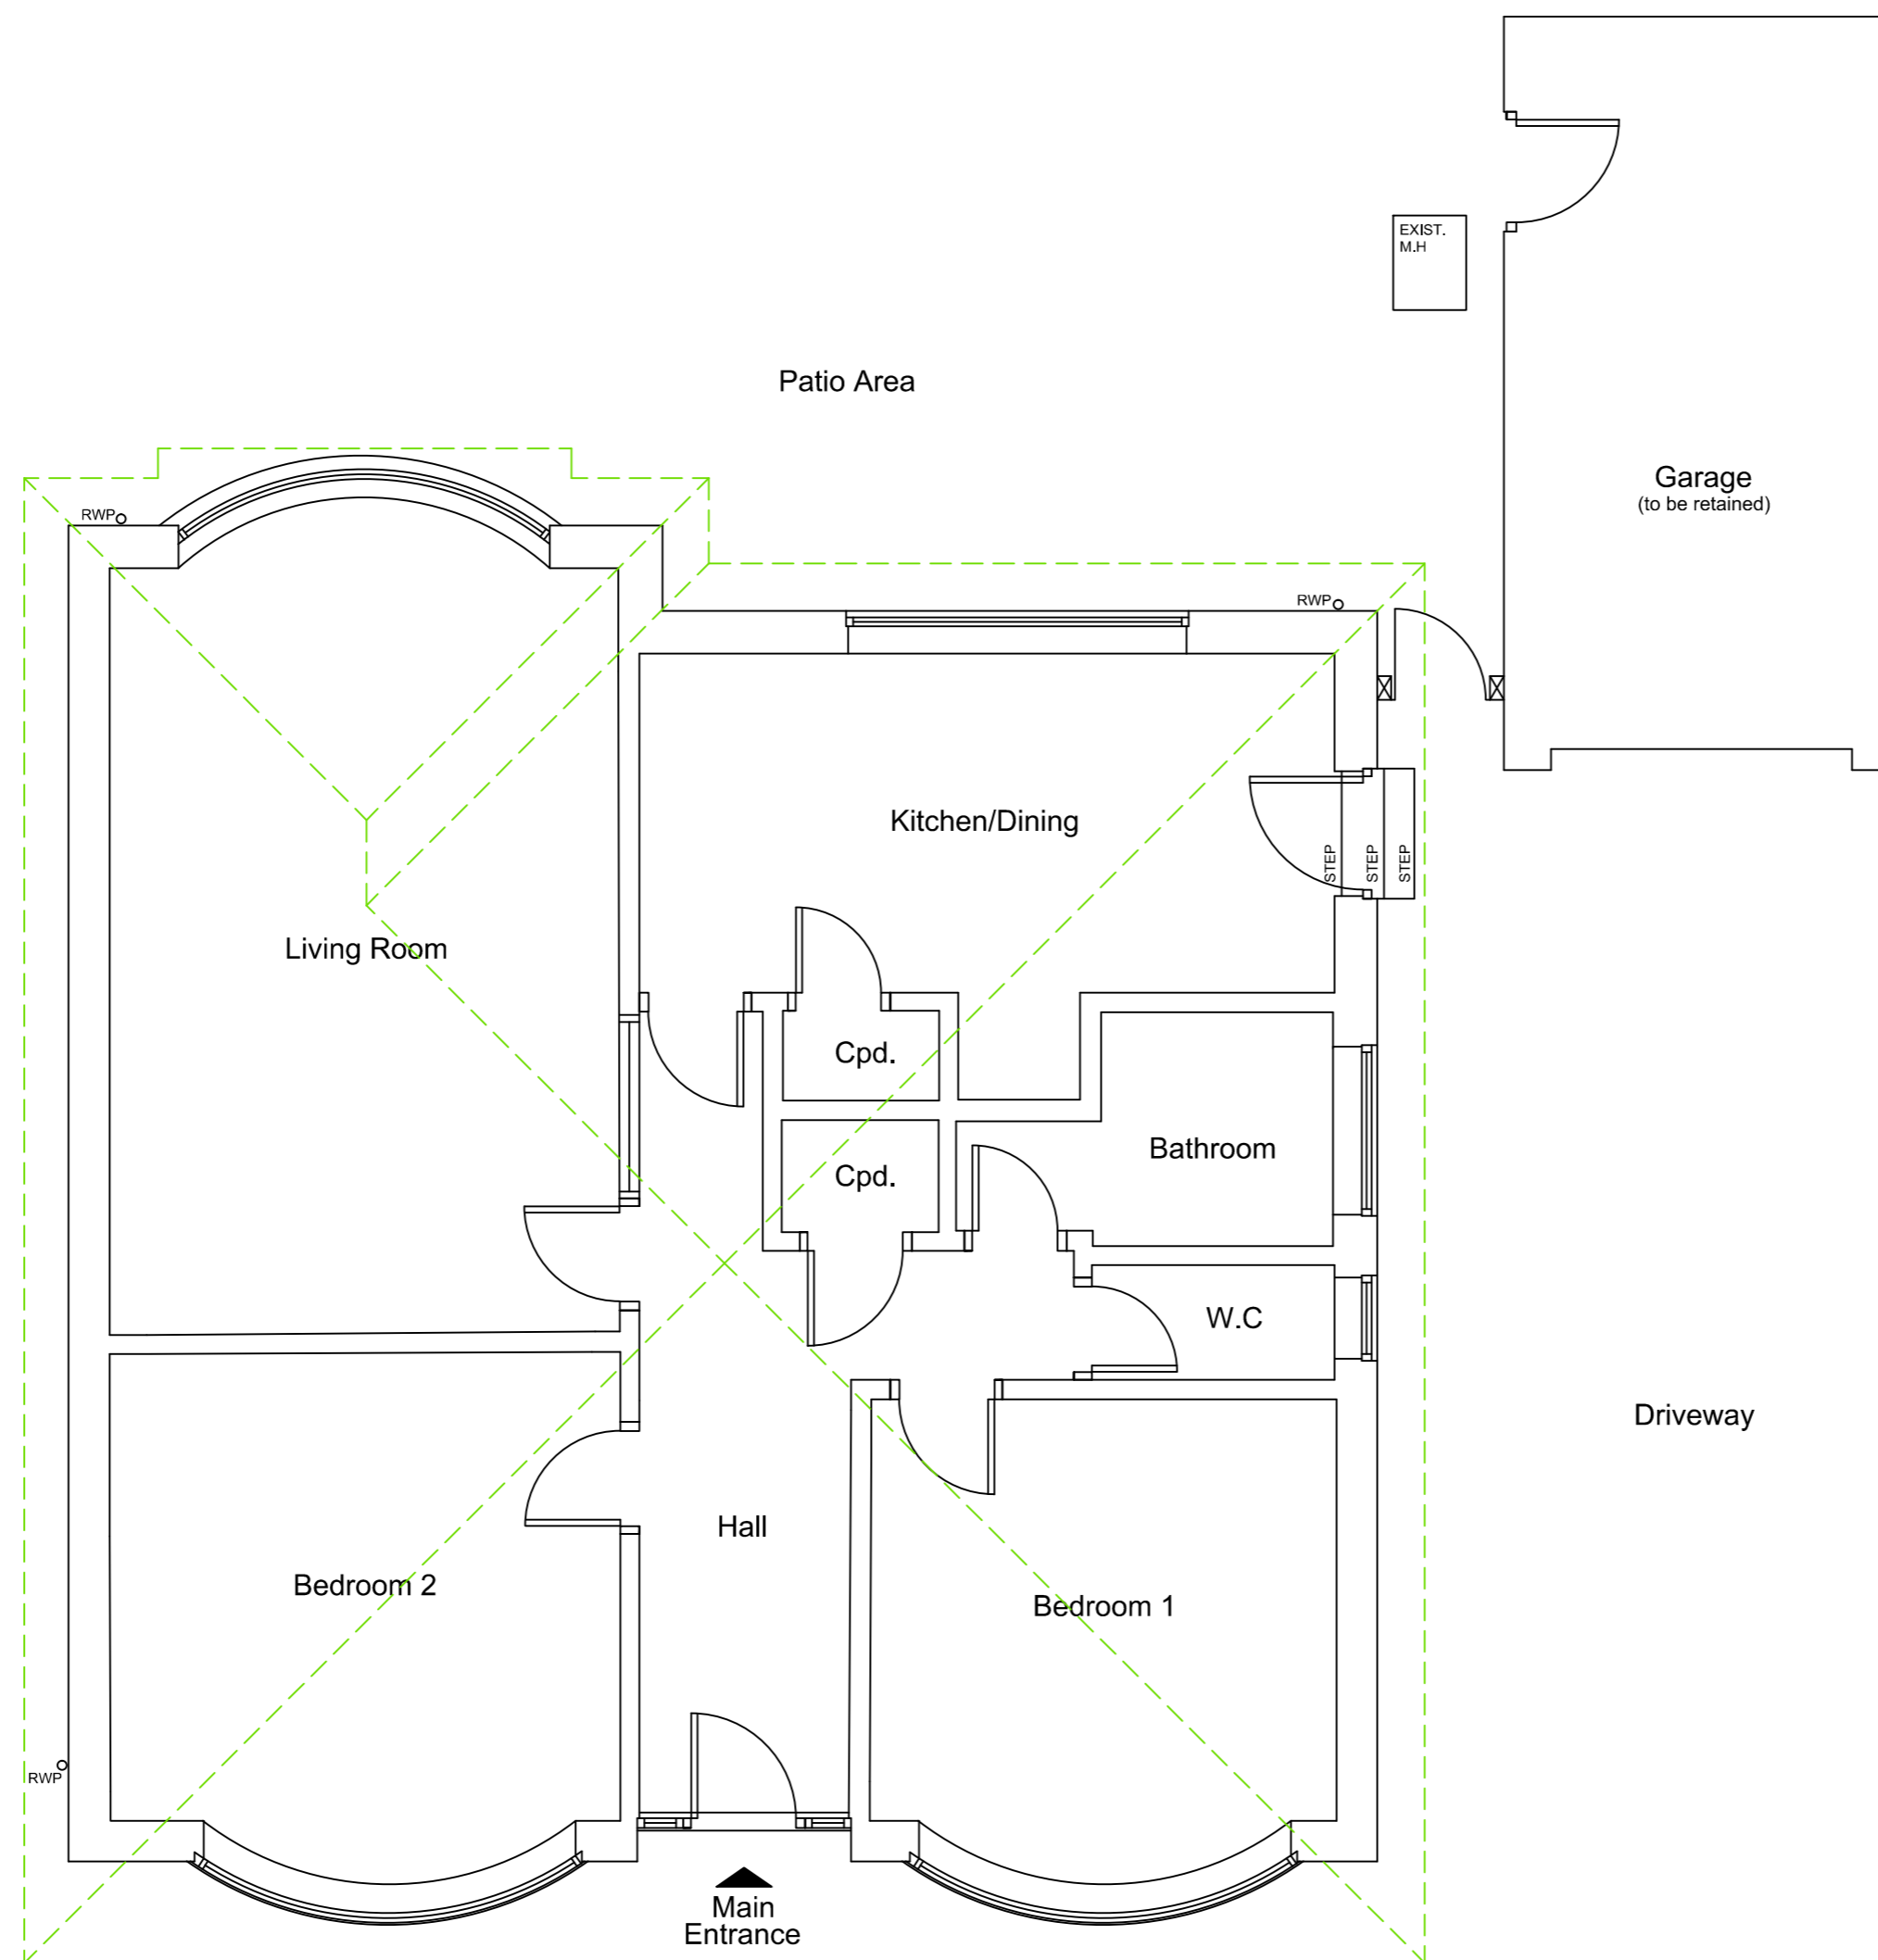 EXIST.
M.H
Patio Area
Garage
(to be retained)
RWP
RWP
Kitchen/Dining
STEP
STEP
STEP
Living Room
Cpd.
Bathroom
Cpd.
W.C
Driveway
Hall
Bedroom 2
Bedroom 1
RWP
Main
Entrance